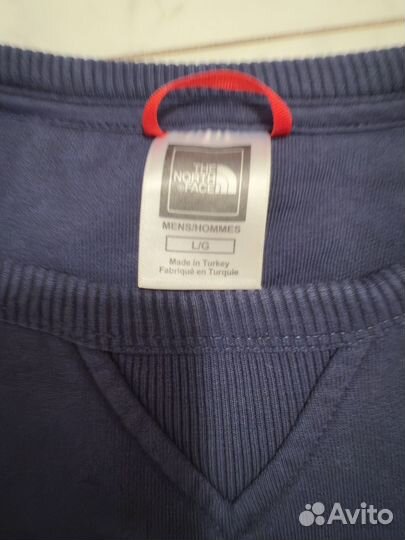 THE
NORTH
FACE
MENS/HOMMES
L/G
Made in Turkey
Fabriqué en Turquie
Avito